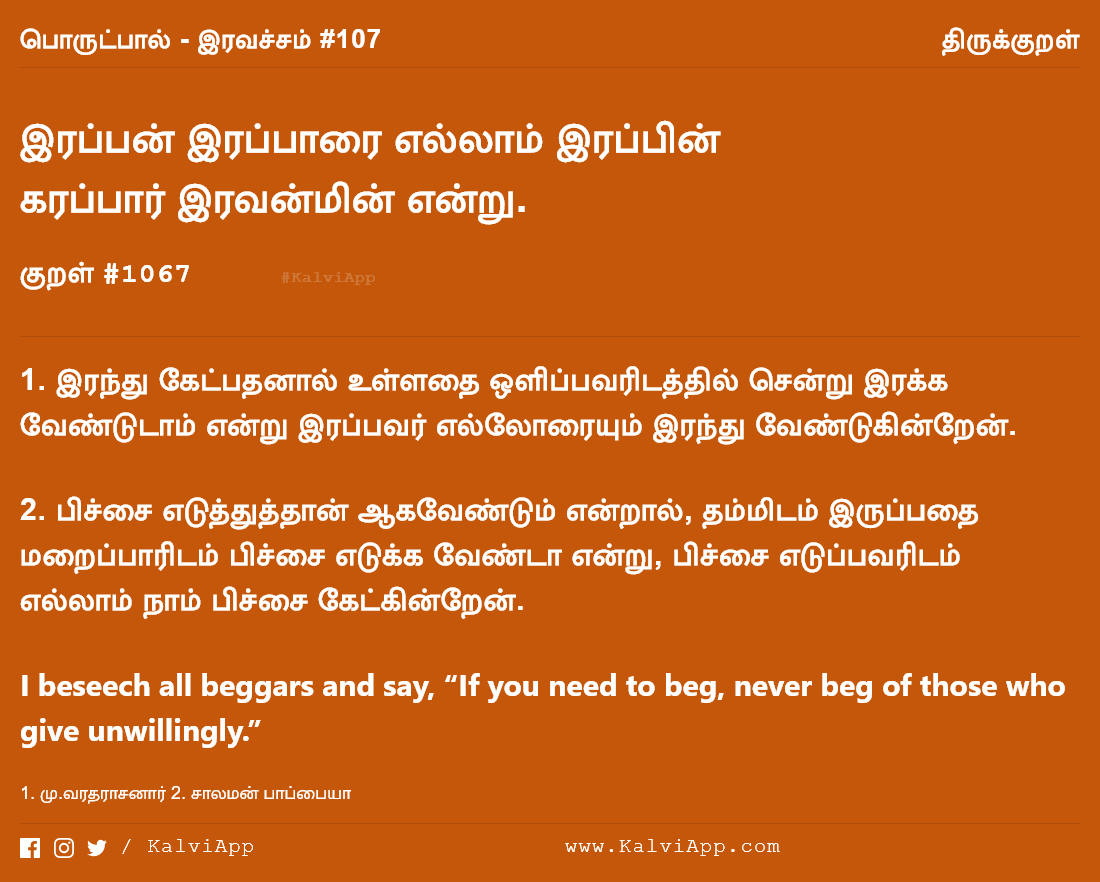 பொருட்பால் - இரவச்சம் #107
திருக்குறள்
இரப்பன் இரப்பாரை எல்லாம் இரப்பின்
கரப்பார் இரவன்மின் என்று.
குறள் #1067
#KalviApp
1. இரந்து கேட்பதனால் உள்ளதை ஒளிப்பவரிடத்தில் சென்று இரக்க
வேண்டுடாம் என்று இரப்பவர் எல்லோரையும் இரந்து வேண்டுகின்றேன்.
2. பிச்சை எடுத்துத்தான் ஆகவேண்டும் என்றால், தம்மிடம் இருப்பதை
மறைப்பாரிடம் பிச்சை எடுக்க வேண்டா என்று, பிச்சை எடுப்பவரிடம்
எல்லாம் நாம் பிச்சை கேட்கின்றேன்.
I beseech all beggars and say, “If you need to beg, never beg of those who
give unwillingly.”
1. மு.வரதராசனார் 2. சாலமன் பாப்பையா
/ KalviApp
www.KalviApp.com